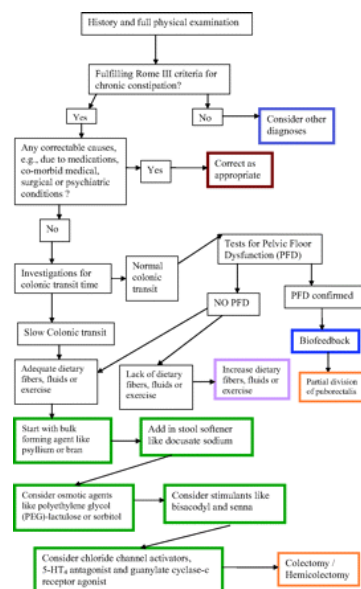 History and full physical examination
Fulfilling Rome III criteria for
chronic constipation?
Yes
No
Consider other
diagnoses
Any correctable causes,
e.g., due to medications,
co-morbid medical,
surgical or psychiatric
conditions ?
Yes
Correct as
appropriate
No
Investigations for
colonic transit time
Normal
colonic
transit
Tests for Pelvic Floor
Dysfunction (PFD)
NO PFD
PFD confirmed
Slow Colonic transit
Biofeedback
Adequate dietary
fibers, fluids or
exercise
Lack of dietary
fibers, fluids or
exercise
Increase dietary
fibers, fluids or
exercise
Partial division
of puborectalis
Start with bulk
forming agent like
psyllium or bran
Add in stool softener
like docusate sodium
Consider osmotic agents
like polyethylene glycol
(PEG)-lactulose or sorbitol
Consider stimulants like
bisacodyl and senna
Consider chloride channel activators,
5-HT₄ antagonist and guanylate cyclase-c
receptor agonist
Colectomy /
Hemicolectomy